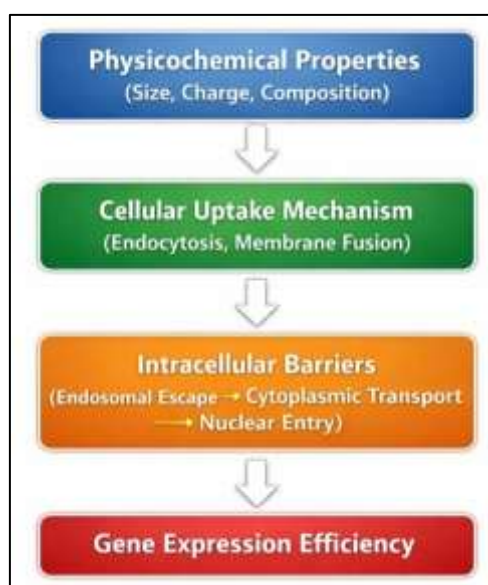 Physicochemical Properties
(Size, Charge, Composition)
Cellular Uptake Mechanism
(Endocytosis, Membrane Fusion)
Intracellular Barriers
(Endosomal Escape → Cytoplasmic Transport
→ Nuclear Entry)
Gene Expression Efficiency